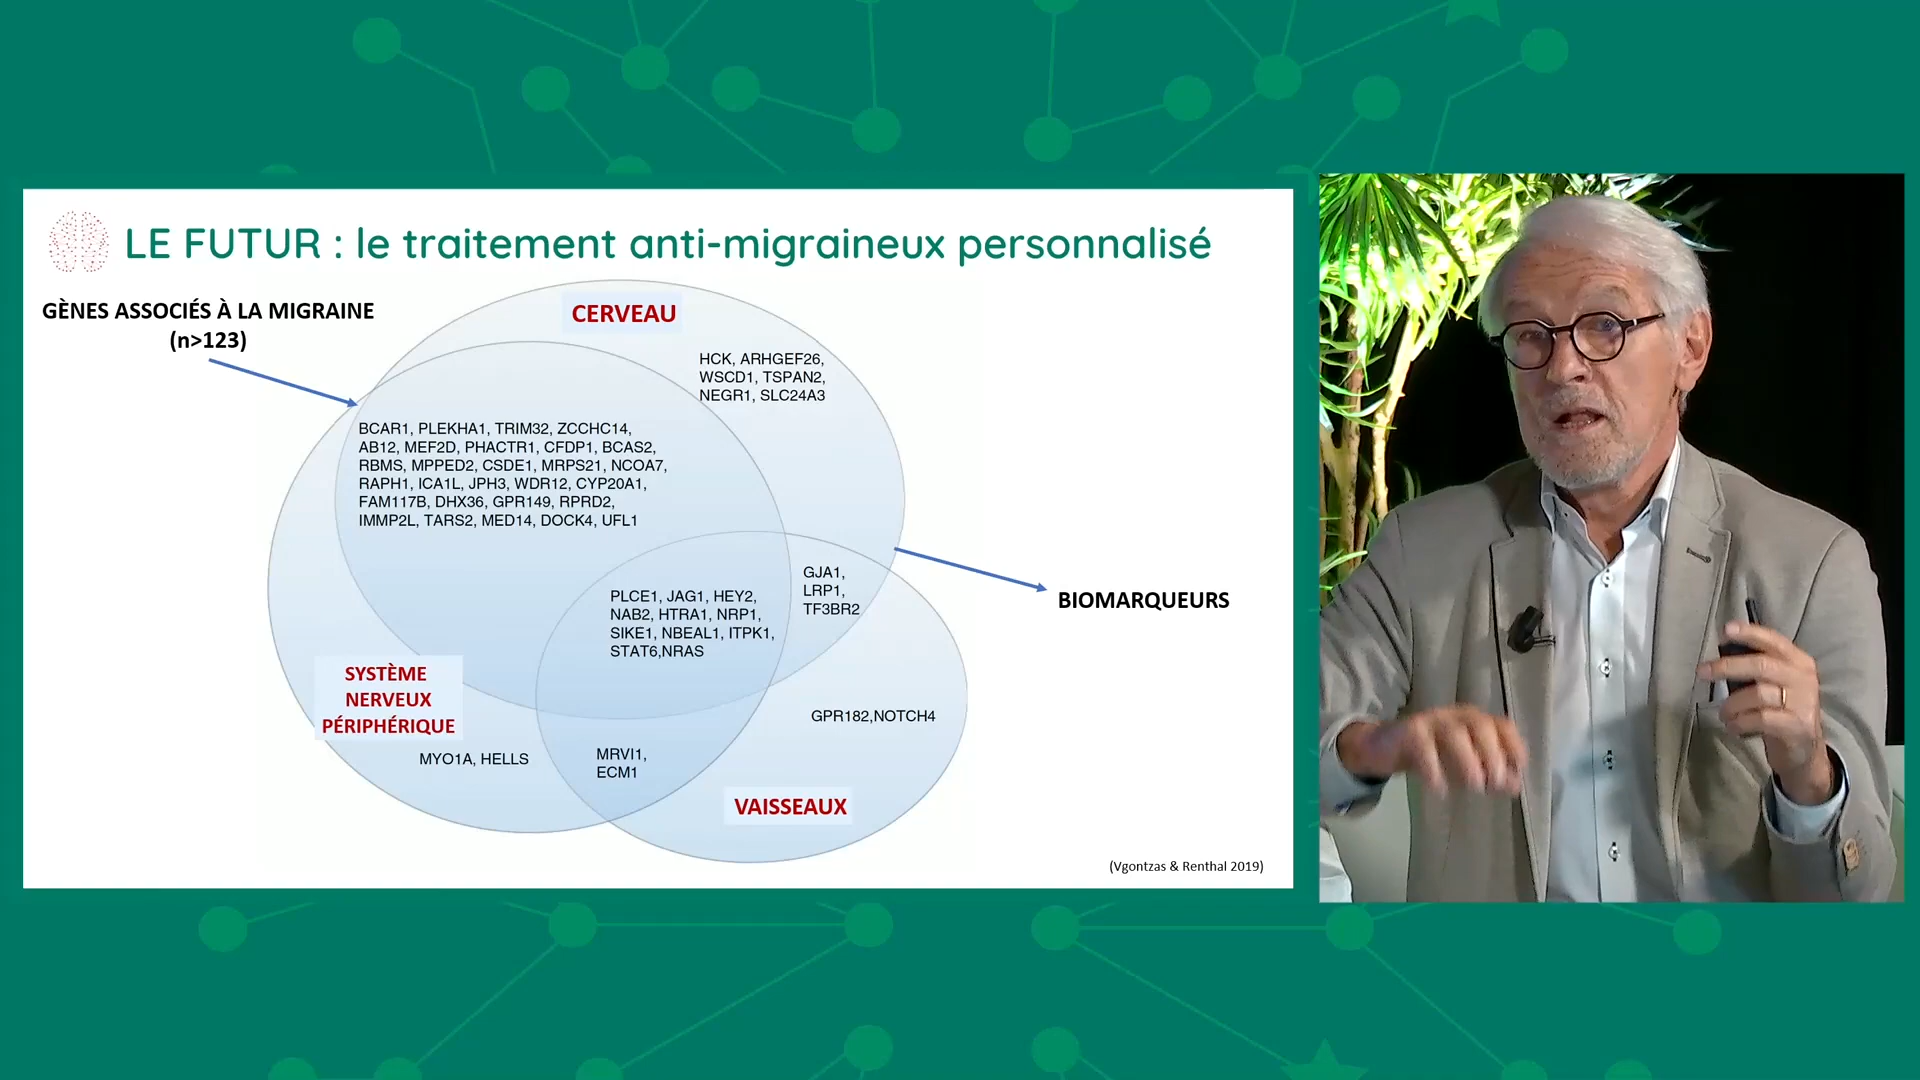 LE FUTUR : le traitement anti-migraineux personnalisé
GÈNES ASSOCIÉS À LA MIGRAINE
(n>123)
CERVEAU
HCK, ARHGEF26,
WSCD1, TSPAN2,
NEGR1, SLC24A3
BCAR1, PLEKHA1, TRIM32, ZCCHC14,
AB12, MEF2D, PHACTR1, CFDP1, BCAS2,
RBMS, MPPED2, CSDE1, MRPS21, NCOA7,
RAPH1, ICA1L, JPH3, WDR12, CYP20A1,
FAM117B, DHX36, GPR149, RPRD2,
IMMP2L, TARS2, MED14, DOCK4, UFL1
GJA1,
LRP1,
TF3BR2
PLCE1, JAG1, HEY2,
NAB2, HTRA1, NRP1,
SIKE1, NBEAL1, ITPK1,
STAT6,NRAS
BIOMARQUEURS
SYSTÈME
NERVEUX
PÉRIPHÉRIQUE
MYO1A, HELLS
MRVI1,
ECM1
GPR182,NOTCH4
VAISSEAUX
(Vgontzas & Renthal 2019)